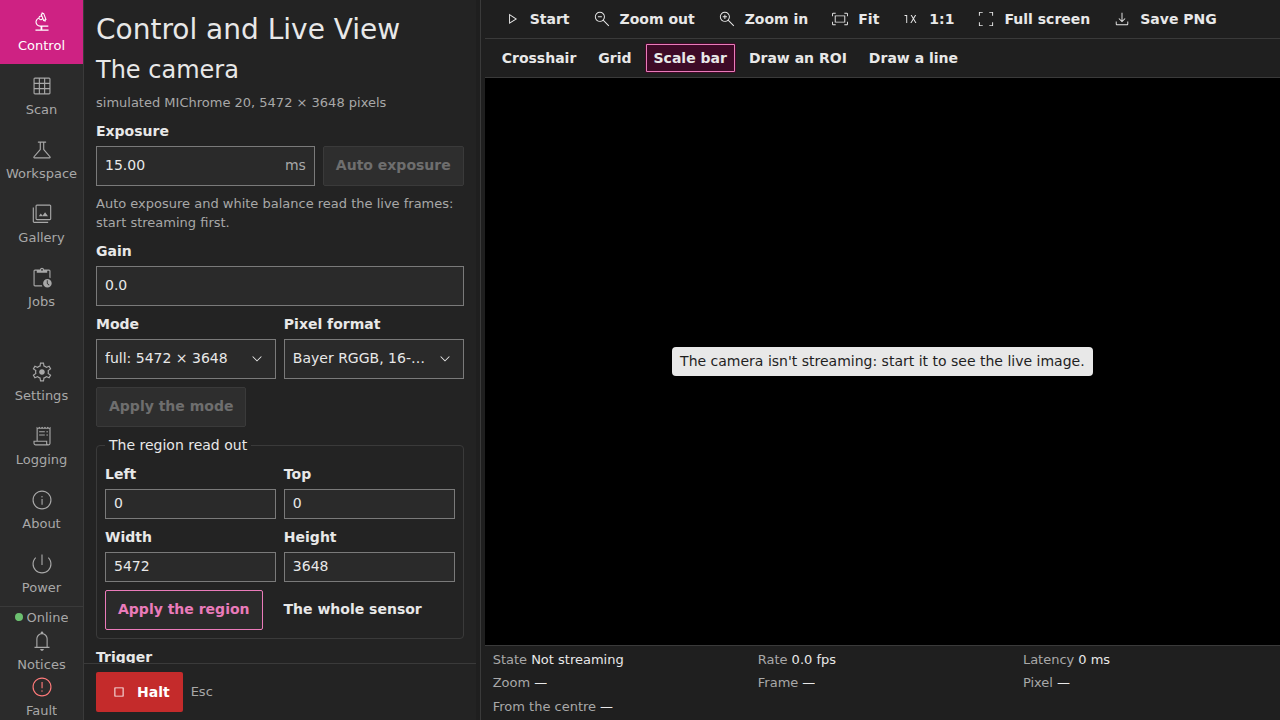 Control
Scan
Workspace
Gallery
Jobs
Settings
Logging
About
Power
Online
Notices
Fault
Control and Live View
The camera
simulated MIChrome 20, 5472 × 3648 pixels
Exposure
15.00 ms
Auto exposure
Auto exposure and white balance read the live frames:
start streaming first.
Gain
0.0
Mode Pixel format
full: 5472 × 3648 Bayer RGGB, 16-...
Apply the mode
The region read out
Left Top
0 0
Width Height
5472 3648
Apply the region The whole sensor
Trigger
Halt Esc
Start Zoom out Zoom in Fit 1X 1:1 Full screen Save PNG
Crosshair Grid Scale bar Draw an ROI Draw a line
The camera isn't streaming: start it to see the live image.
State Not streaming Rate 0.0 fps Latency 0 ms
Zoom — Frame — Pixel —
From the centre —